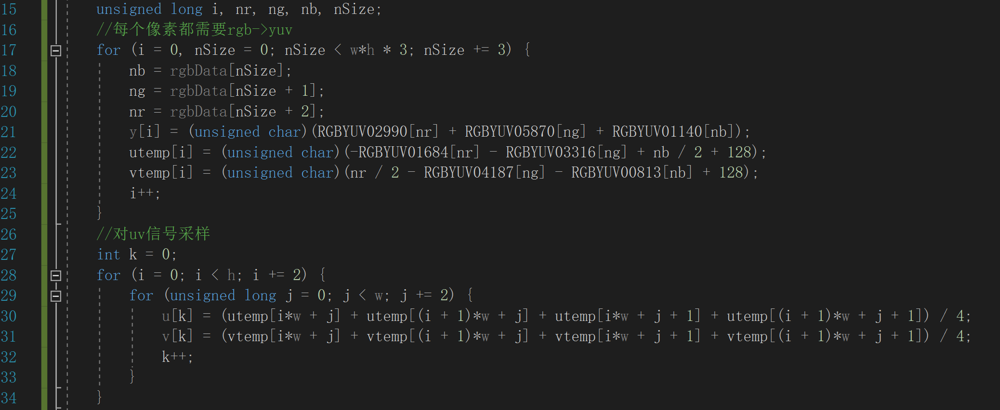 15 unsigned long i, nr, ng, nb, nSize;
16 //每个像素都需要rgb->yuv
17 for (i = 0, nSize = 0; nSize < w*h * 3; nSize += 3) {
18 nb = rgbData[nSize];
19 ng = rgbData[nSize + 1];
20 nr = rgbData[nSize + 2];
21 y[i] = (unsigned char)(RGBYUV02990[nr] + RGBYUV05870[ng] + RGBYUV01140[nb]);
22 utemp[i] = (unsigned char)(-RGBYUV01684[nr] - RGBYUV03316[ng] + nb / 2 + 128);
23 vtemp[i] = (unsigned char)(nr / 2 - RGBYUV04187[ng] - RGBYUV00813[nb] + 128);
24 i++;
25 }
26 //对uv信号采样
27 int k = 0;
28 for (i = 0; i < h; i += 2) {
29 for (unsigned long j = 0; j < w; j += 2) {
30 u[k] = (utemp[i*w + j] + utemp[(i + 1)*w + j] + utemp[i*w + j + 1] + utemp[(i + 1)*w + j + 1]) / 4;
31 v[k] = (vtemp[i*w + j] + vtemp[(i + 1)*w + j] + vtemp[i*w + j + 1] + vtemp[(i + 1)*w + j + 1]) / 4;
32 k++;
33 }
34 }